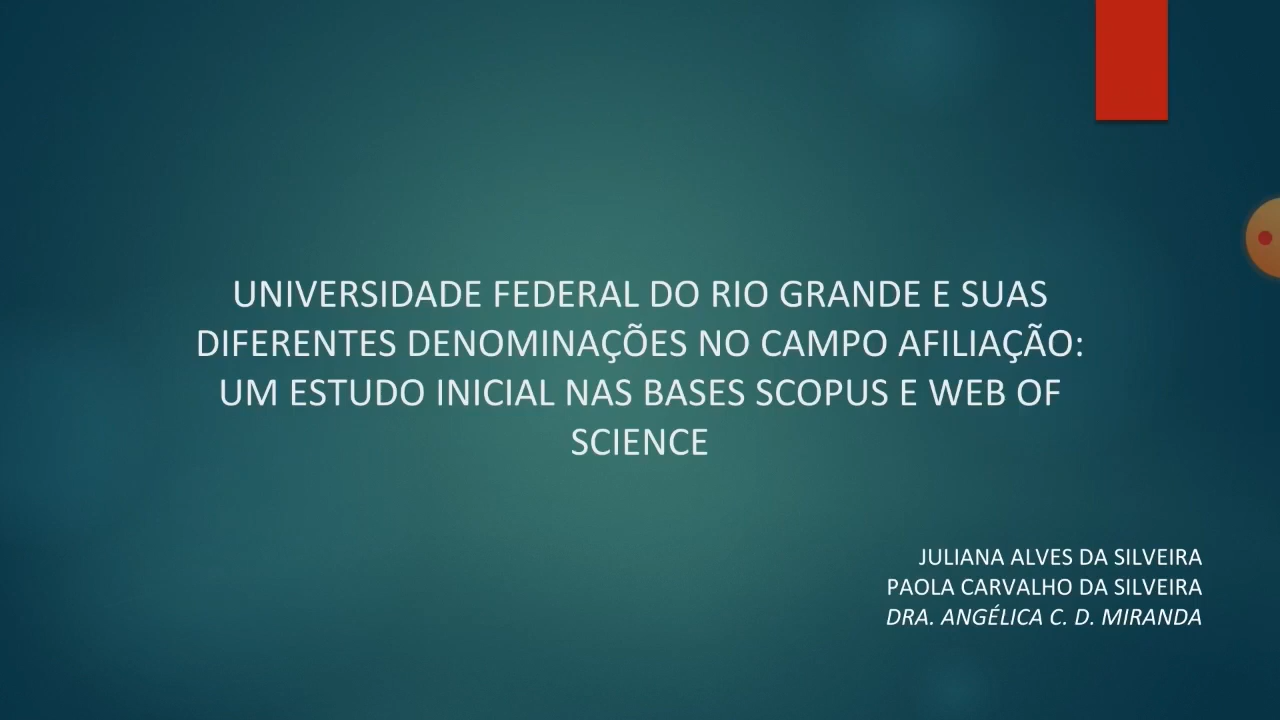 UNIVERSIDADE FEDERAL DO RIO GRANDE E SUAS
DIFERENTES DENOMINAÇÕES NO CAMPO AFILIAÇÃO:
UM ESTUDO INICIAL NAS BASES SCOPUS E WEB OF
SCIENCE
JULIANA ALVES DA SILVEIRA
PAOLA CARVALHO DA SILVEIRA
DRA. ANGÉLICA C. D. MIRANDA